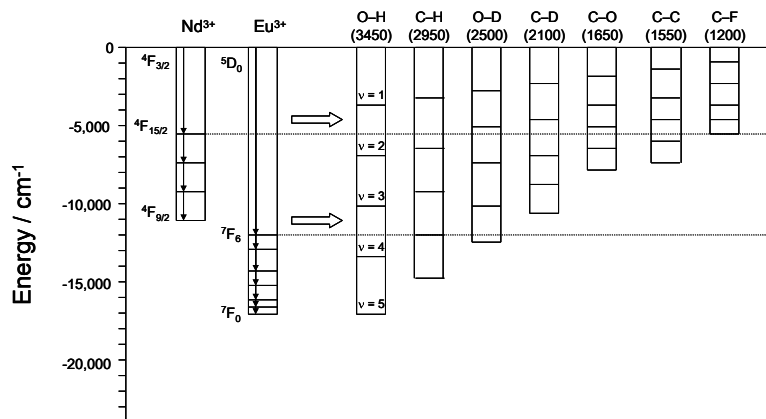 O–H C–H O–D C–D C–O C–C C–F
Nd³⁺ Eu³⁺ (3450) (2950) (2500) (2100) (1650) (1550) (1200)
0
⁴F₃/₂ ⁵D₀
ν = 1
-5,000 ⁴F₁₅/₂
ν = 2
ν = 3
-10,000 ⁴F₉/₂
⁷F₆ ν = 4
-15,000
⁷F₀ ν = 5
-20,000
Energy / cm⁻¹